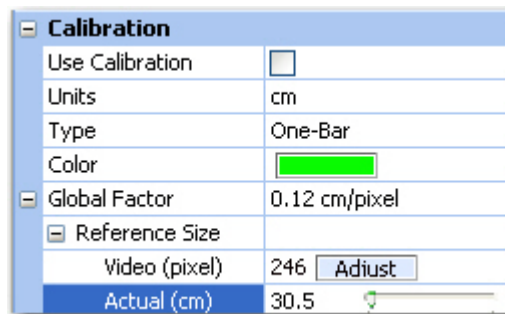 Calibration
Use Calibration
Units cm
Type One-Bar
Color
Global Factor 0.12 cm/pixel
Reference Size
Video (pixel) 246 Adjust
Actual (cm) 30.5